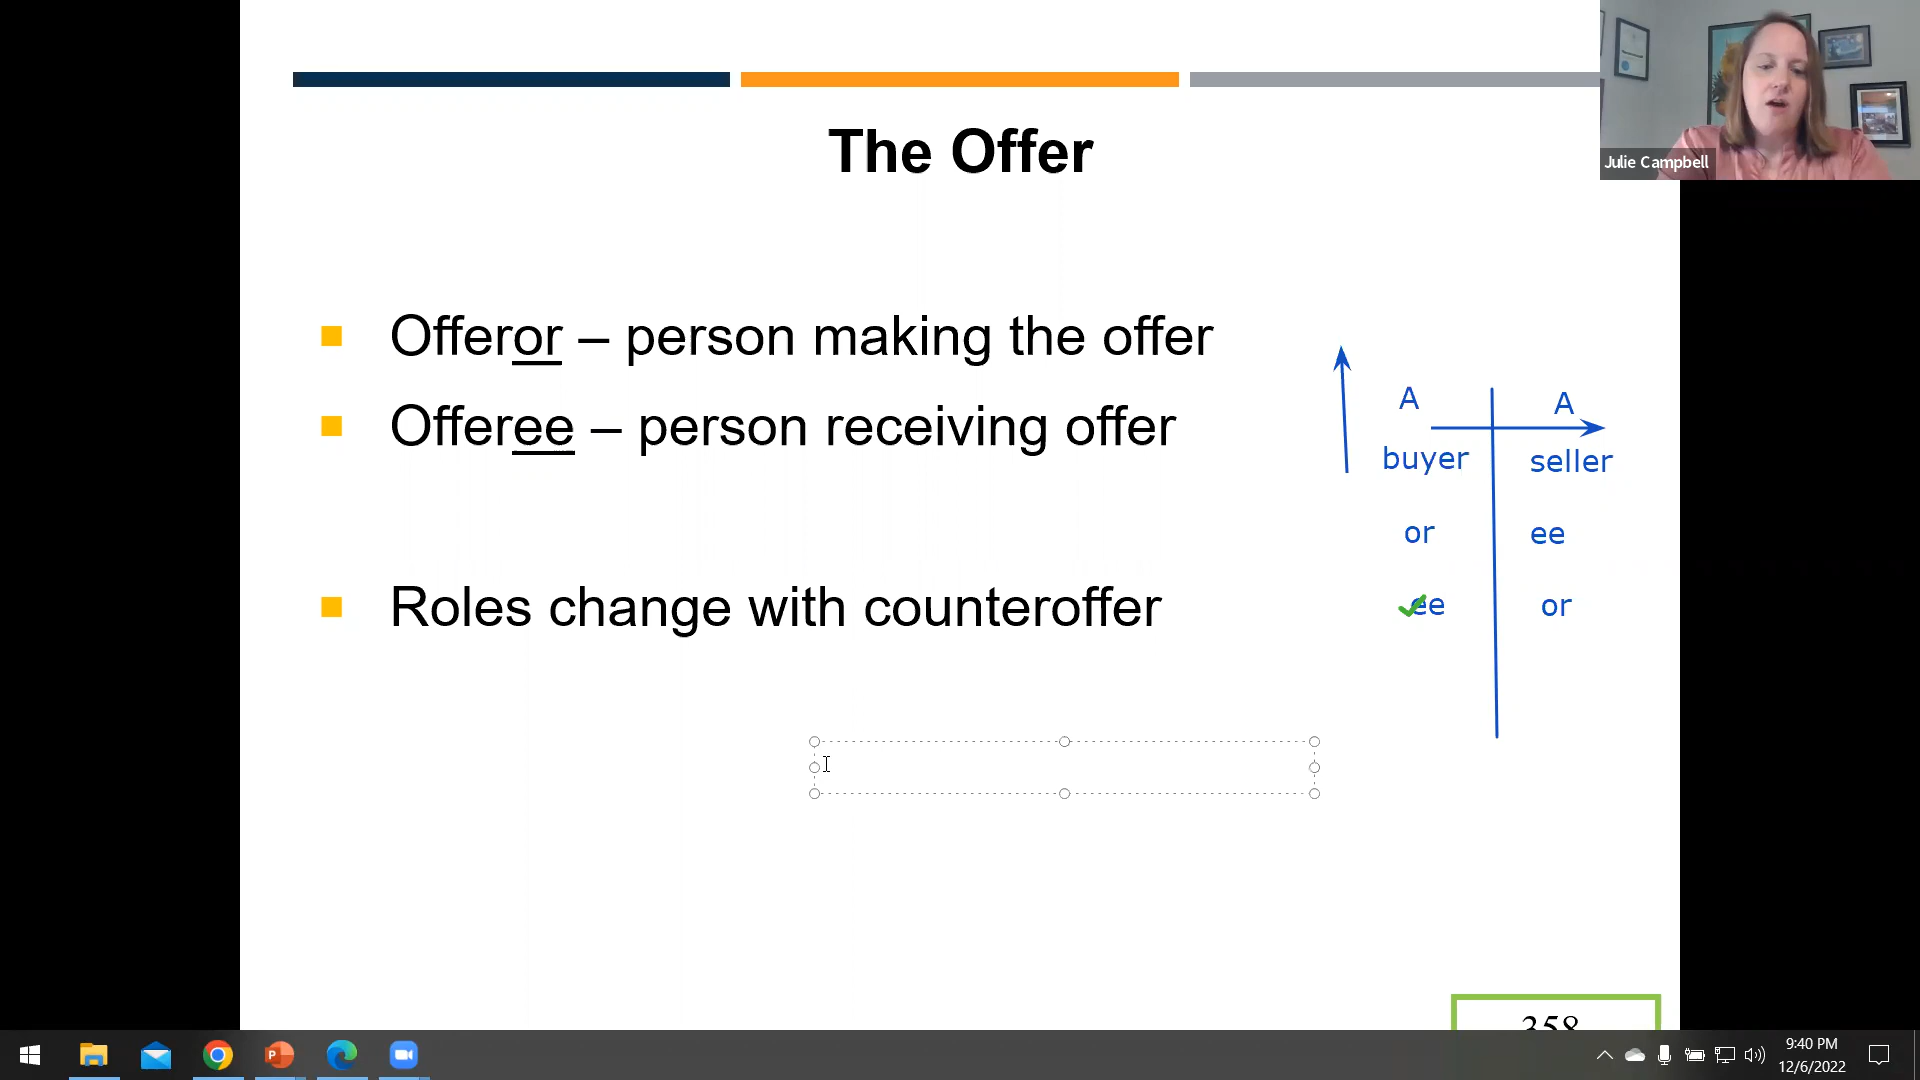 Julie Campbell
The Offer
Offeror – person making the offer
Offeree – person receiving offer
Roles change with counteroffer
A
A
buyer
seller
or
ee
ee
or
358
9:40 PM
12/6/2022